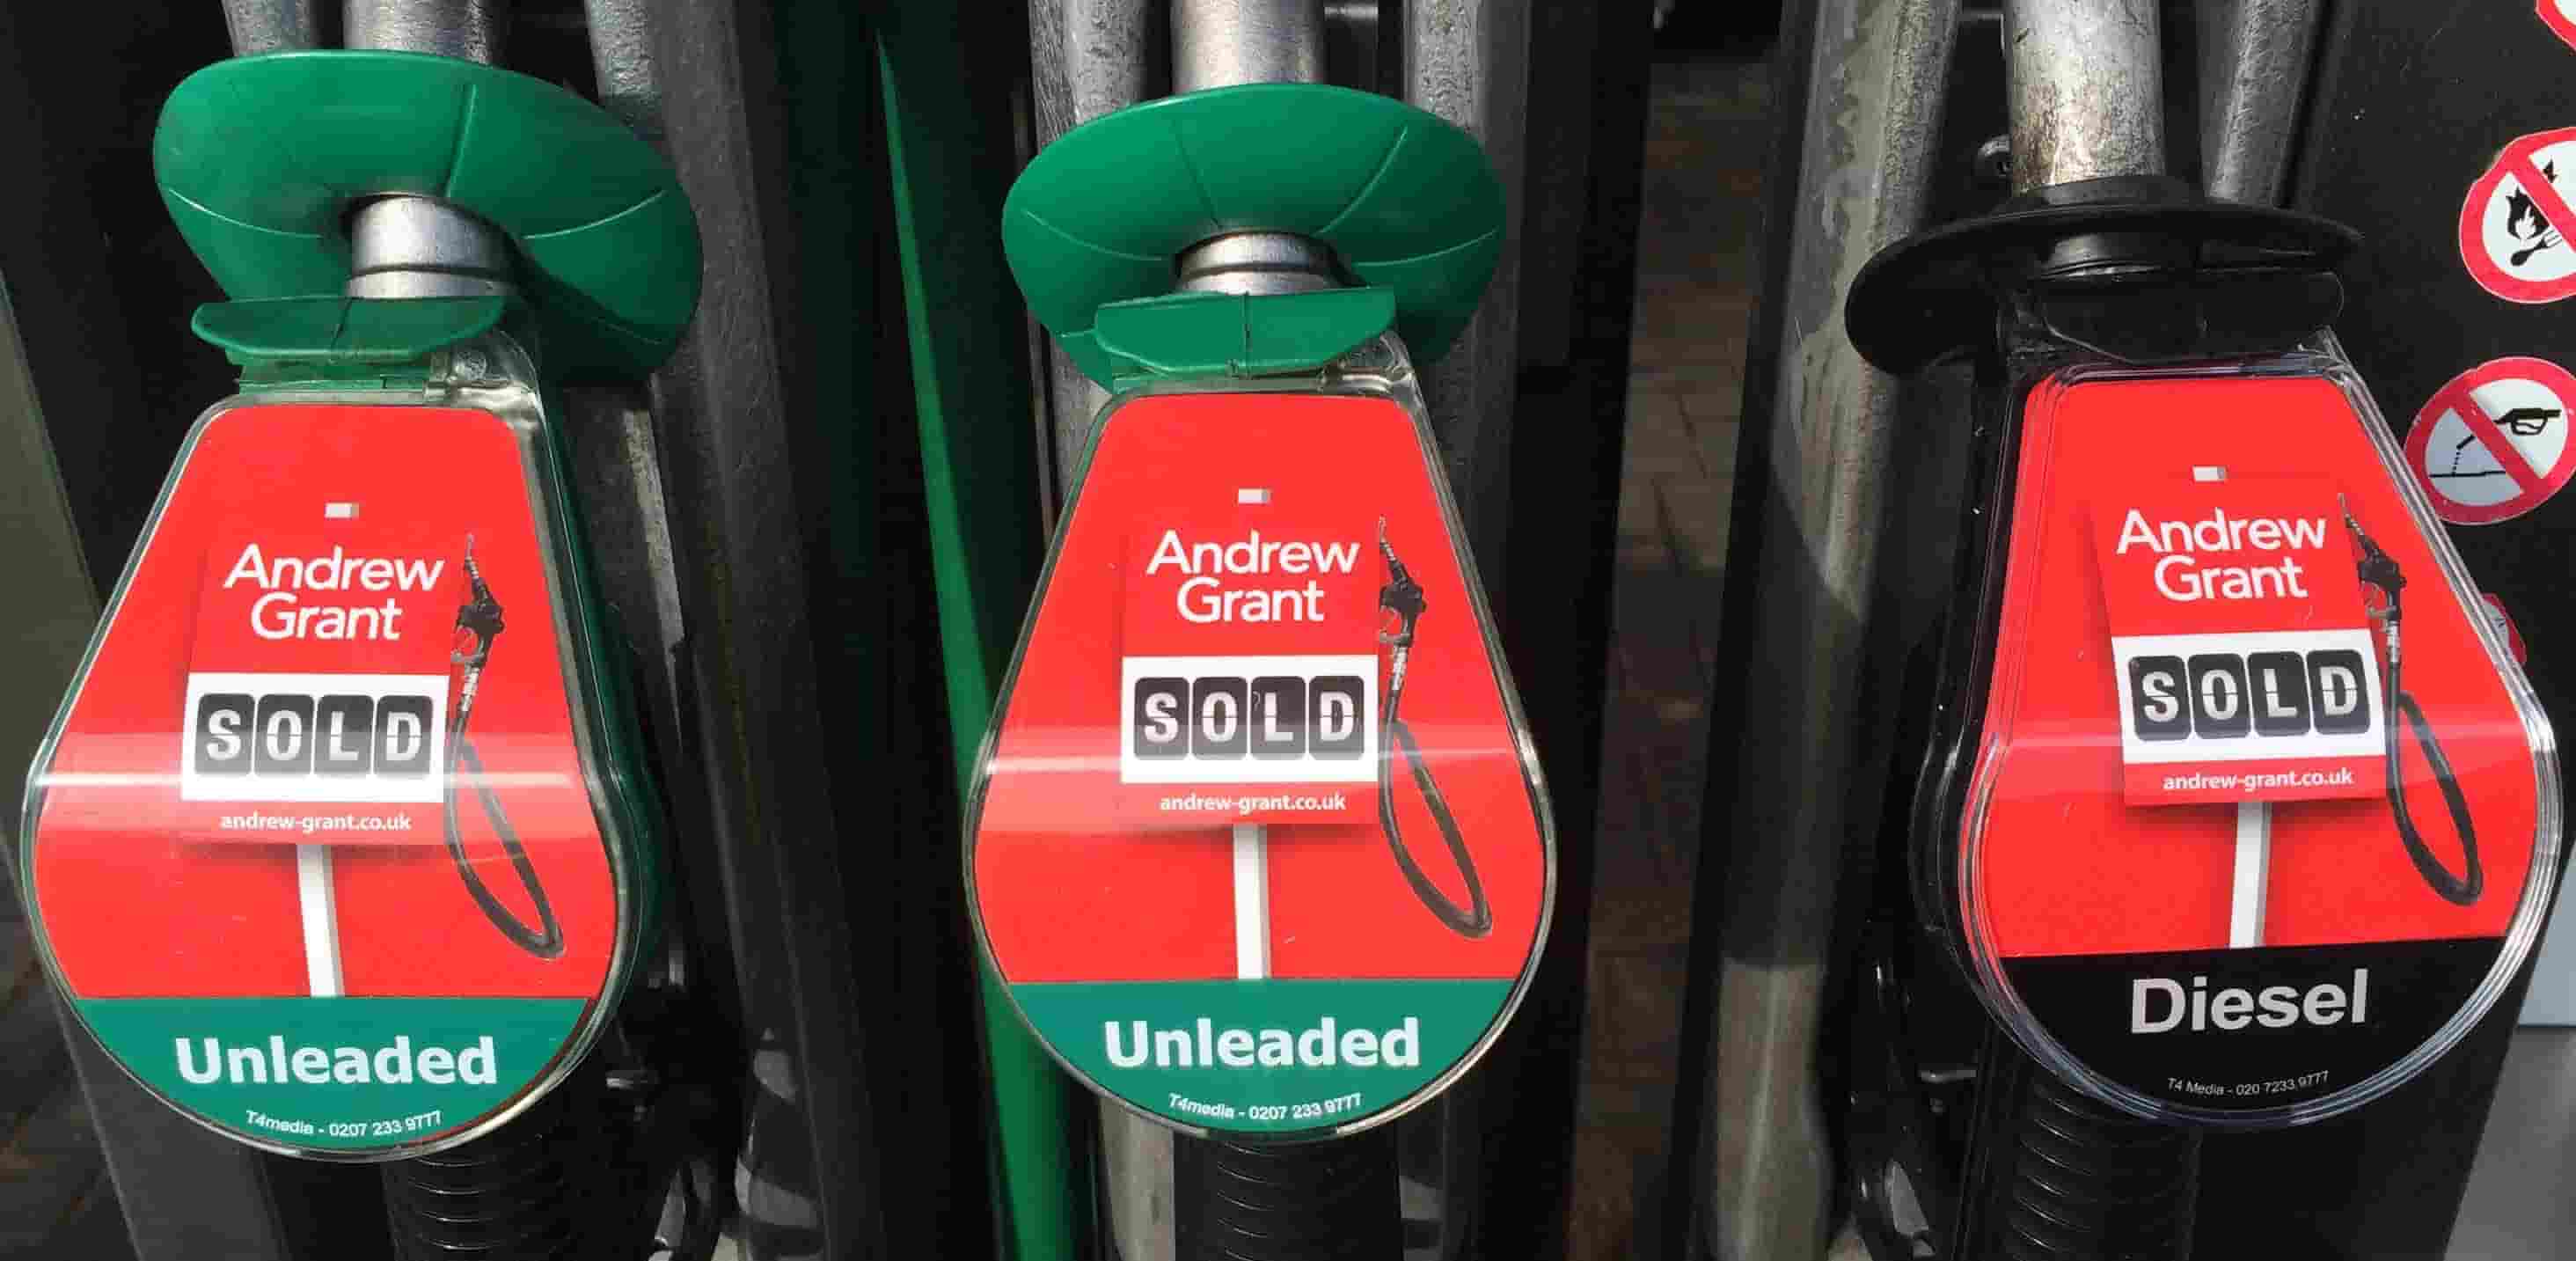 Andrew
Grant
SOLD
andrew-grant.co.uk
Unleaded
T4media - 0207 233 9777
Andrew
Grant
SOLD
andrew-grant.co.uk
Unleaded
T4media - 0207 233 9777
Andrew
Grant
SOLD
andrew-grant.co.uk
Diesel
T4 Media - 020 7233 9777